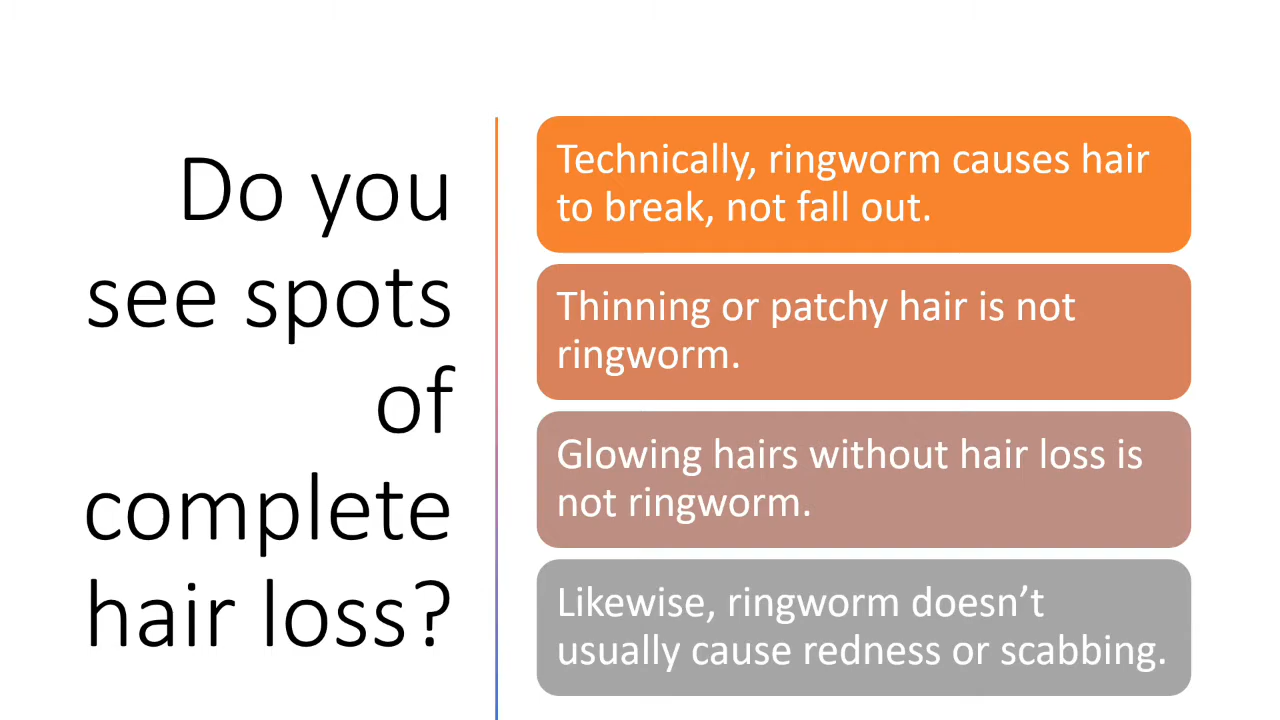 Do you
see spots
of
complete
hair loss?
Technically, ringworm causes hair
to break, not fall out.
Thinning or patchy hair is not
ringworm.
Glowing hairs without hair loss is
not ringworm.
Likewise, ringworm doesn’t
usually cause redness or scabbing.